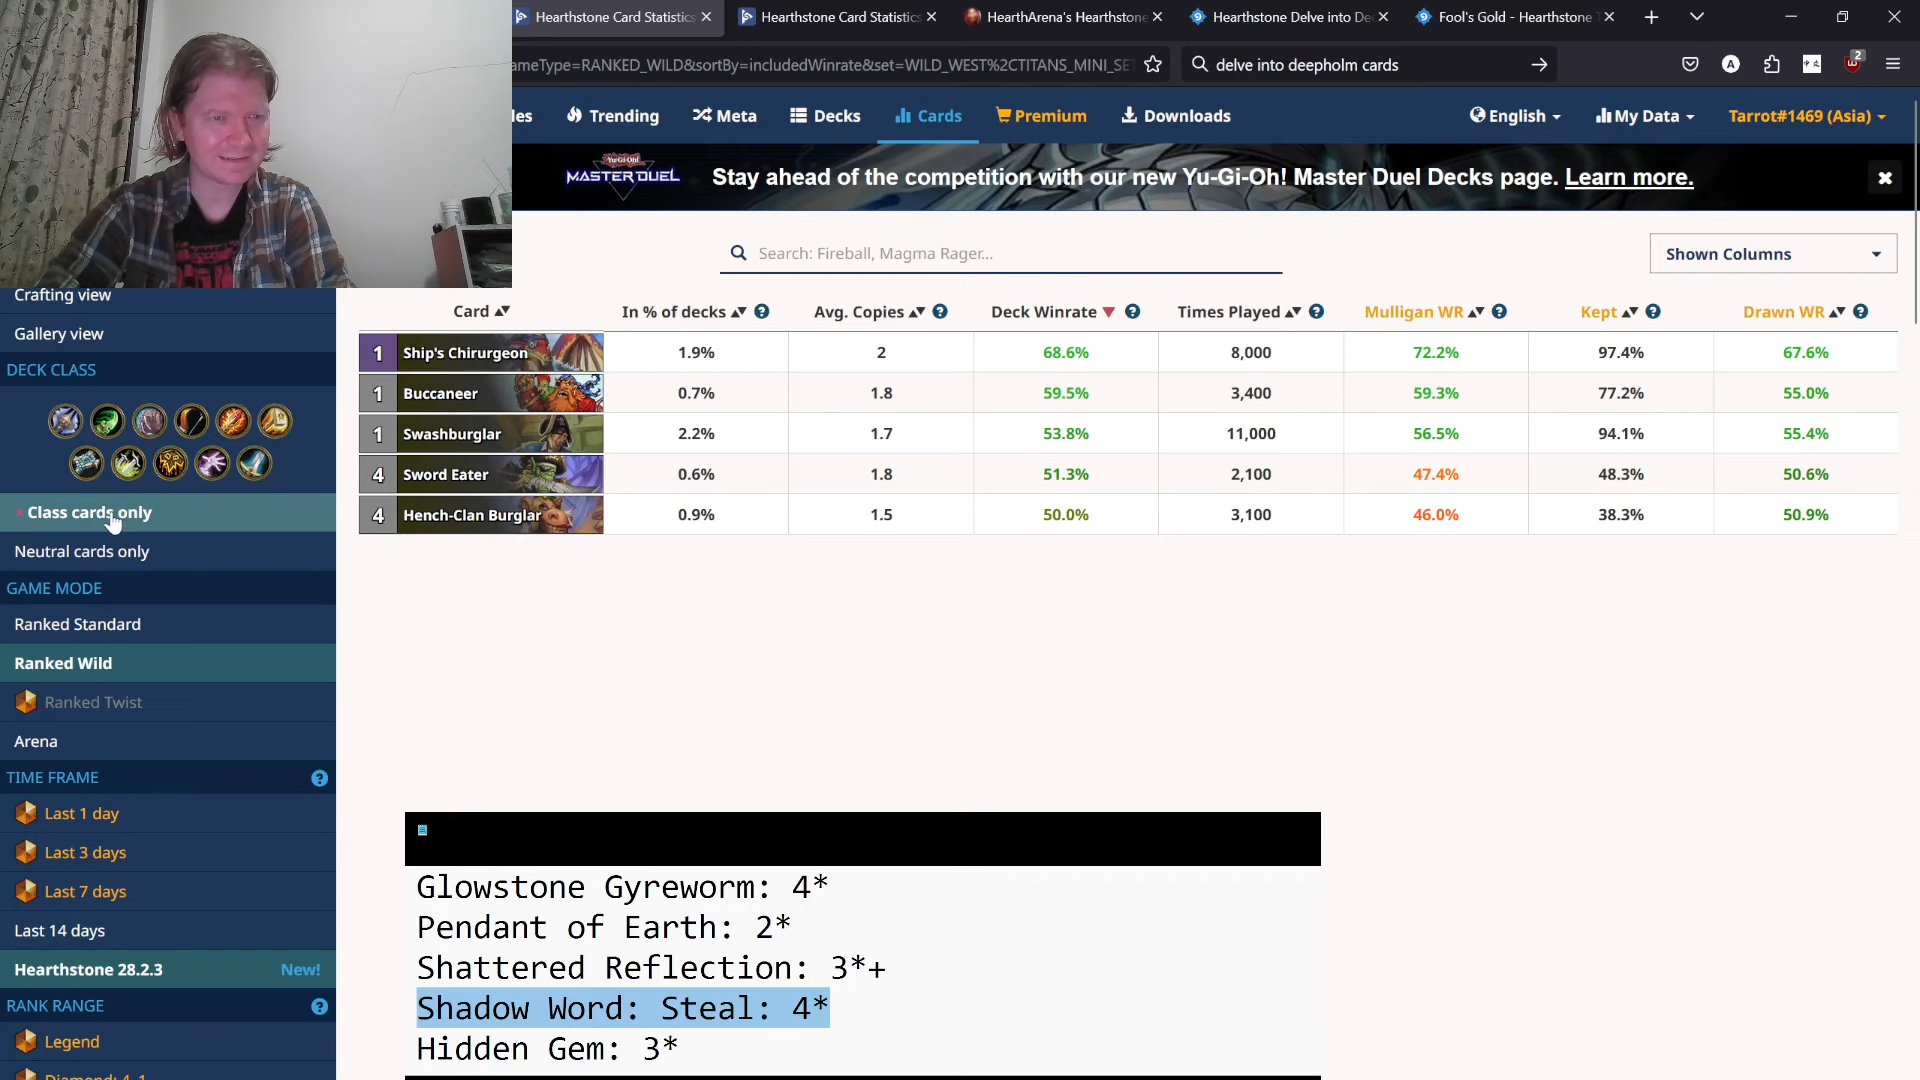 Hearthstone Card Statistics
Hearthstone Card Statistics
HearthArena's Hearthstone
Hearthstone Delve into De
Fool's Gold - Hearthstone
ameType=RANKED_WILD&sortBy=includedWinrate&set=WILD_WEST%2CTITANS_MINI_SE
delve into deepholm cards
2
les
Trending
Meta
Decks
Cards
Premium
Downloads
English
My Data
Tarrot#1469 (Asia)
Yu-Gi-Oh!
MASTER DUEL
Stay ahead of the competition with our new Yu-Gi-Oh! Master Duel Decks page. Learn more.
Search: Fireball, Magma Rager...
Shown Columns
Crafting view
Gallery view
DECK CLASS
Class cards only
Neutral cards only
GAME MODE
Ranked Standard
Ranked Wild
Ranked Twist
Arena
TIME FRAME
Last 1 day
Last 3 days
Last 7 days
Last 14 days
Hearthstone 28.2.3 New!
RANK RANGE
Legend
Diamond: 4-1
Card In % of decks Avg. Copies Deck Winrate Times Played Mulligan WR Kept Drawn WR
1 Ship's Chirurgeon 1.9% 2 68.6% 8,000 72.2% 97.4% 67.6%
1 Buccaneer 0.7% 1.8 59.5% 3,400 59.3% 77.2% 55.0%
1 Swashburglar 2.2% 1.7 53.8% 11,000 56.5% 94.1% 55.4%
4 Sword Eater 0.6% 1.8 51.3% 2,100 47.4% 48.3% 50.6%
4 Hench-Clan Burglar 0.9% 1.5 50.0% 3,100 46.0% 38.3% 50.9%
Glowstone Gyreworm: 4*
Pendant of Earth: 2*
Shattered Reflection: 3*+
Shadow Word: Steal: 4*
Hidden Gem: 3*